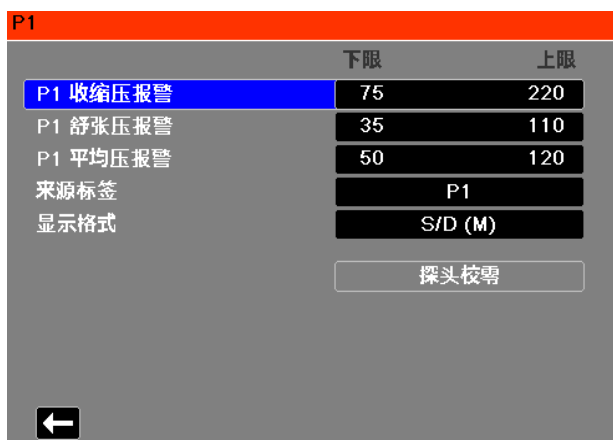 P1
下限 上限
P1 收缩压报警 75 220
P1 舒张压报警 35 110
P1 平均压报警 50 120
来源标签 P1
显示格式 S/D (M)
探头校零